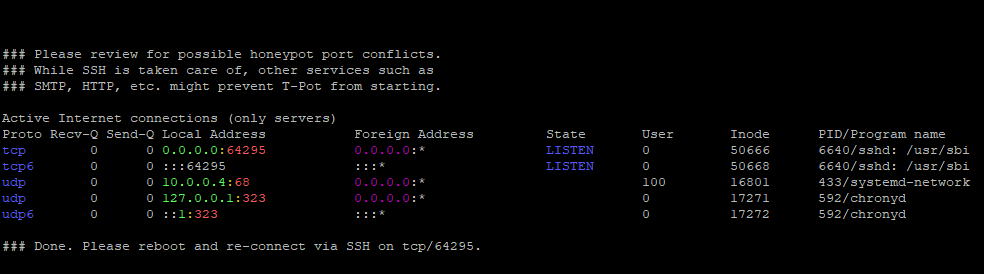 ### Please review for possible honeypot port conflicts.
### While SSH is taken care of, other services such as
### SMTP, HTTP, etc. might prevent T-Pot from starting.
Active Internet connections (only servers)
Proto Recv-Q Send-Q Local Address           Foreign Address         State       User       Inode      PID/Program name
tcp        0      0 0.0.0.0:64295           0.0.0.0:*               LISTEN      0          50666      6640/sshd: /usr/sbi
tcp6       0      0 :::64295                :::*                    LISTEN      0          50668      6640/sshd: /usr/sbi
udp        0      0 10.0.0.4:68             0.0.0.0:*                           100        16801      433/systemd-network
udp        0      0 127.0.0.1:323           0.0.0.0:*                           0          17271      592/chronyd
udp6       0      0 ::1:323                 :::*                                0          17272      592/chronyd
### Done. Please reboot and re-connect via SSH on tcp/64295.